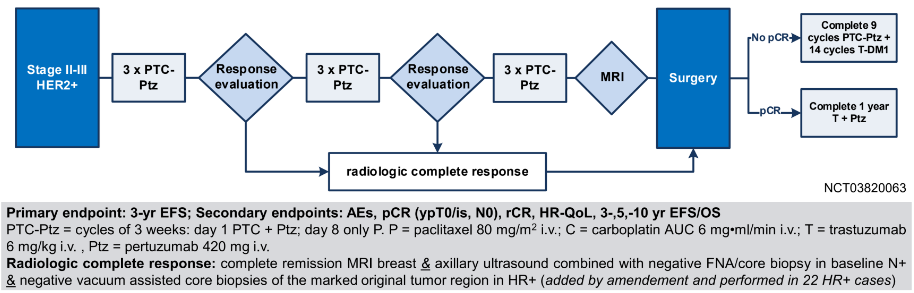 Stage II-III
HER2+
3 x PTC-
Ptz
Response
evaluation
3 x PTC-
Ptz
Response
evaluation
3 x PTC-
Ptz
MRI
Surgery
No pCR
Complete 9
cycles PTC-Ptz +
14 cycles T-DM1
pCR
Complete 1 year
T + Ptz
radiologic complete response
NCT03820063
Primary endpoint: 3-yr EFS; Secondary endpoints: AEs, pCR (ypT0/is, N0), rCR, HR-QoL, 3-,5,-10 yr EFS/OS
PTC-Ptz = cycles of 3 weeks: day 1 PTC + Ptz; day 8 only P. P = paclitaxel 80 mg/m² i.v.; C = carboplatin AUC 6 mg•ml/min i.v.; T = trastuzumab
6 mg/kg i.v. , Ptz = pertuzumab 420 mg i.v.
Radiologic complete response: complete remission MRI breast & axillary ultrasound combined with negative FNA/core biopsy in baseline N+
& negative vacuum assisted core biopsies of the marked original tumor region in HR+ (added by amendement and performed in 22 HR+ cases)